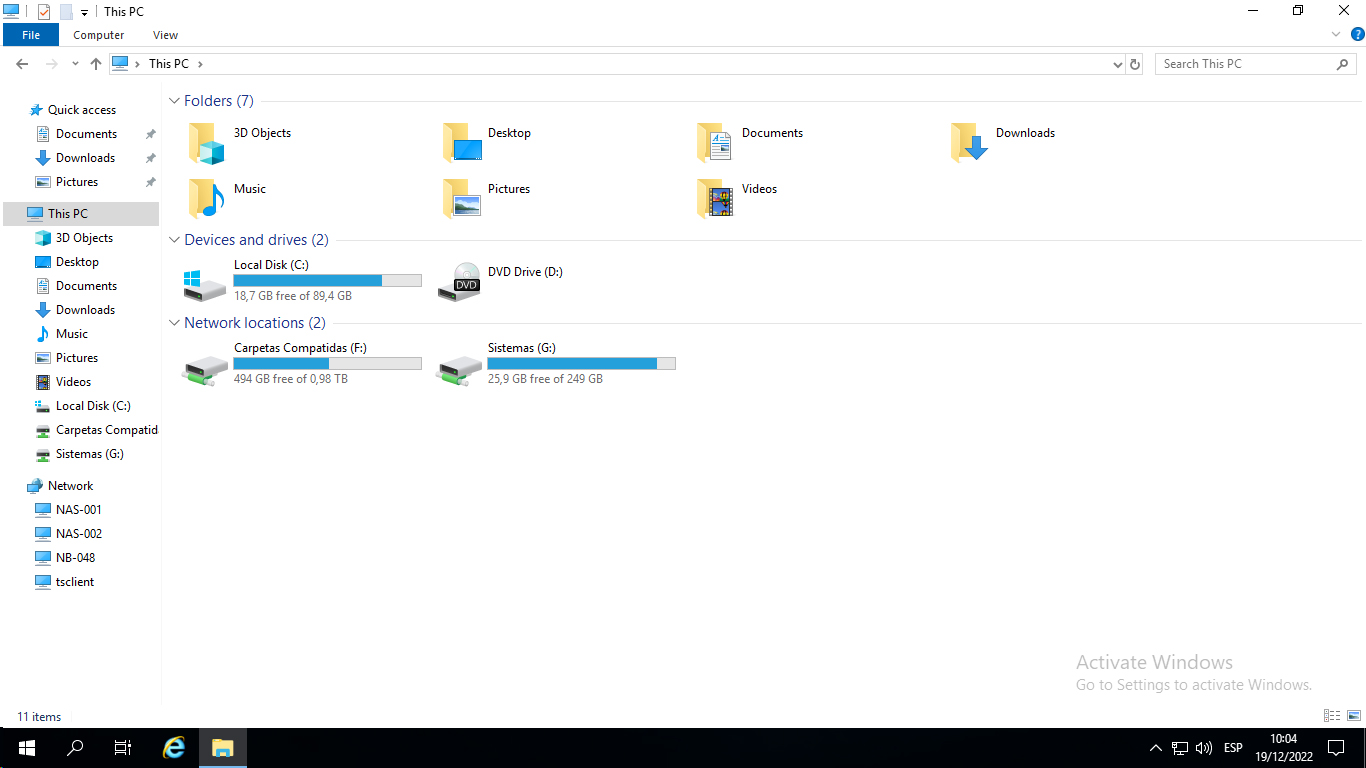 This PC
File Computer View
This PC
Search This PC
Quick access
Documents
Downloads
Pictures
This PC
3D Objects
Desktop
Documents
Downloads
Music
Pictures
Videos
Local Disk (C:)
Carpetas Compatid
Sistemas (G:)
Network
NAS-001
NAS-002
NB-048
tsclient
Folders (7)
3D Objects
Desktop
Documents
Downloads
Music
Pictures
Videos
Devices and drives (2)
Local Disk (C:)
18,7 GB free of 89,4 GB
DVD
DVD Drive (D:)
Network locations (2)
Carpetas Compatidas (F:)
494 GB free of 0,98 TB
Sistemas (G:)
25,9 GB free of 249 GB
Activate Windows
Go to Settings to activate Windows.
11 items
ESP
10:04
19/12/2022